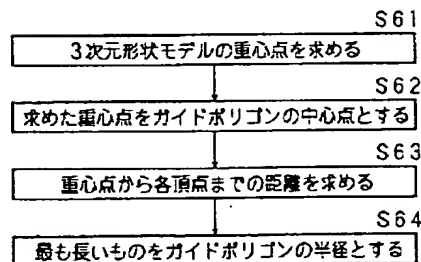 S61
3次元形状モデルの重心点を求める
S62
求めた重心点をガイドポリゴンの中心点とする
S63
重心点から各頂点までの距離を求める
S64
最も長いものをガイドポリゴンの半径とする